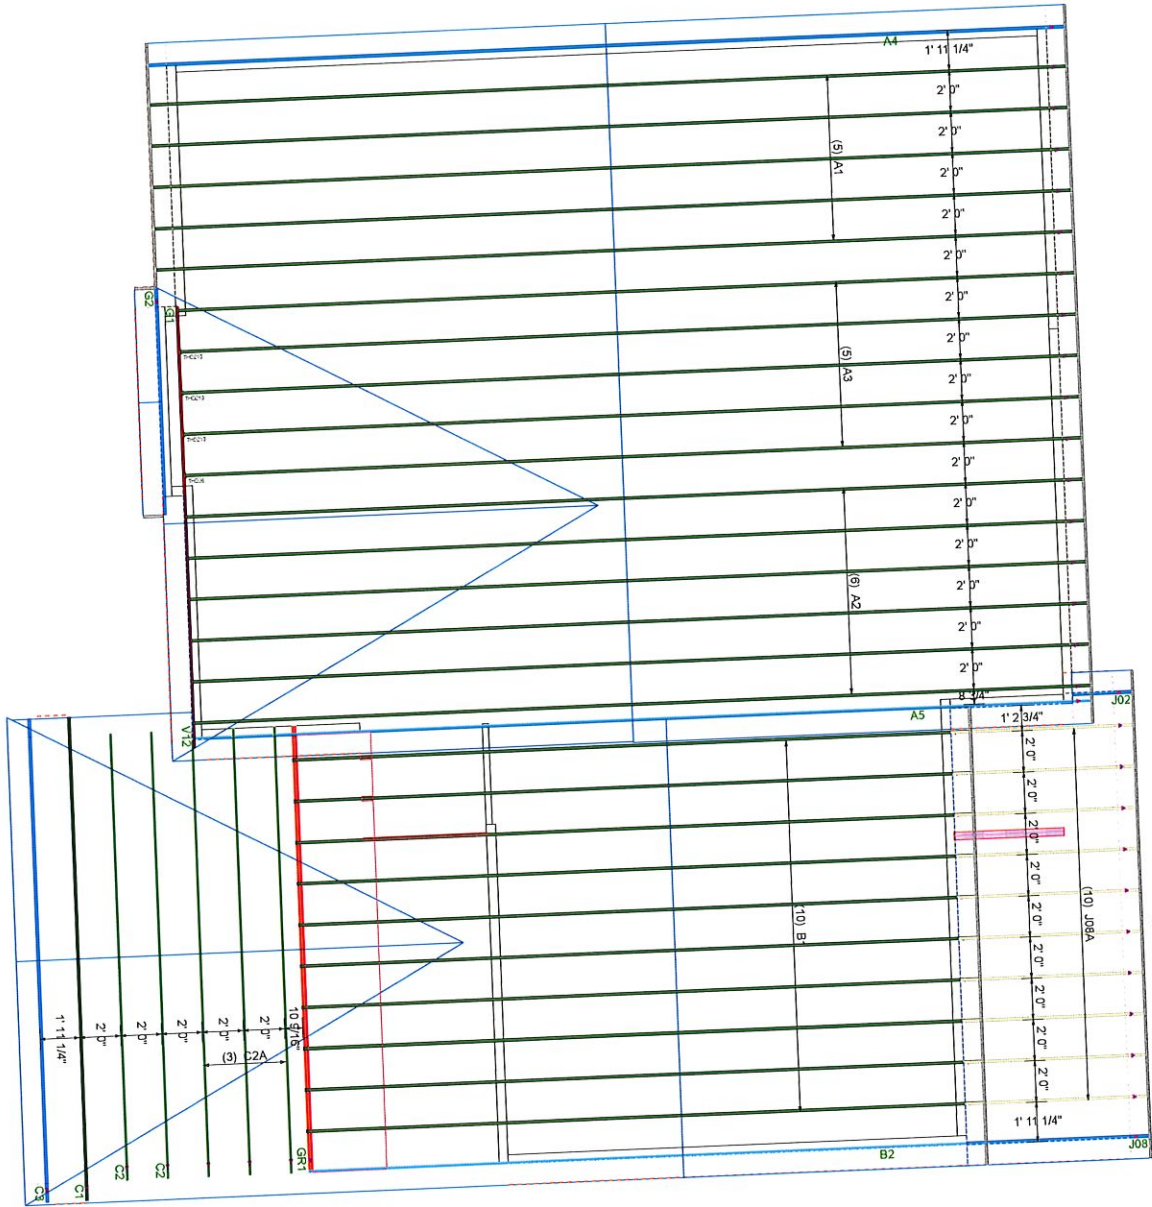 A4
1' 11 1/4"
2' 0"
2' 0"
(5) A1
2' 0"
2' 0"
2' 0"
G2
G1
2' 0"
2' 0"
(5) A3
2' 0"
2' 0"
2' 0"
2' 0"
2' 0"
(6) A2
2' 0"
2' 0"
2' 0"
8 3/4"
J02
A5
1' 2 3/4"
V12
2' 0"
2' 0"
2' 0"
2' 0"
(10) J08A
2' 0"
(10) B1
2' 0"
2' 0"
2' 0"
2' 0"
1' 11 1/4"
10 9/16"
2' 0"
2' 0"
2' 0"
2' 0"
2' 0"
1' 11 1/4"
(3) C2A
J08
B2
GR1
C2
C2
C1
C3